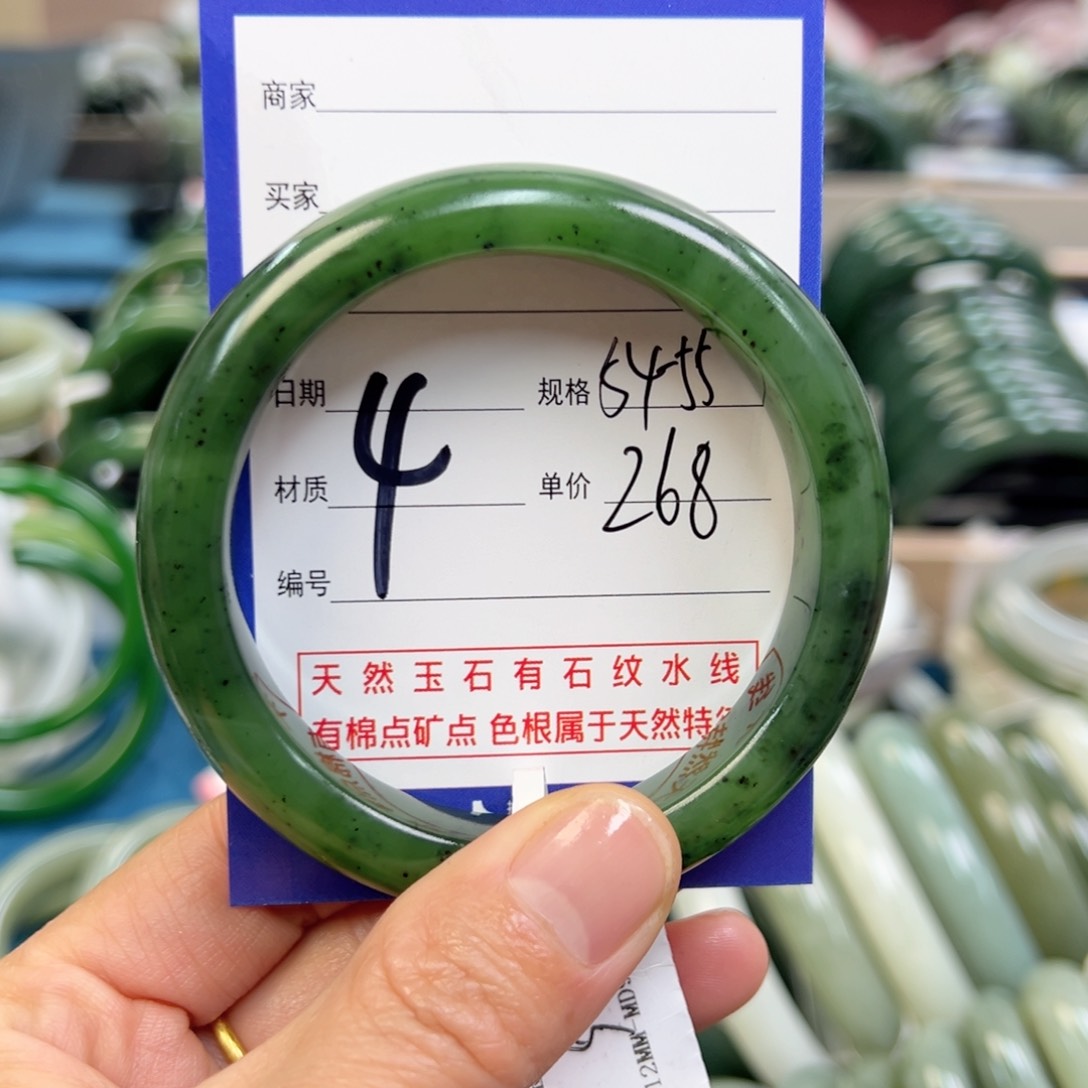 商家
买家
日期 4 规格 54-55
材质 单价 268
编号
天然玉石有石纹水线
有棉点矿点 色根属于天然特